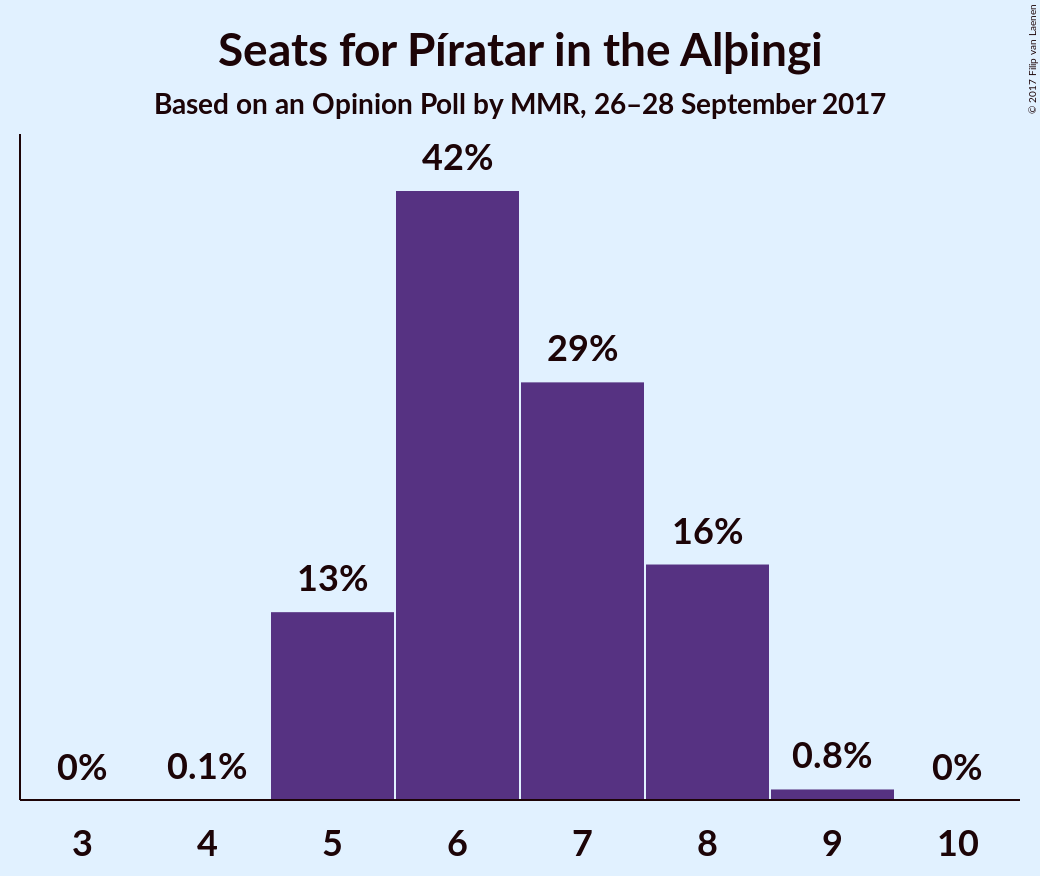 Seats for Píratar in the Alþingi
Based on an Opinion Poll by MMR, 26–28 September 2017
© 2017 Filip van Laenen
42%
29%
16%
13%
0.8%
0%
0.1%
0%
3 4 5 6 7 8 9 10